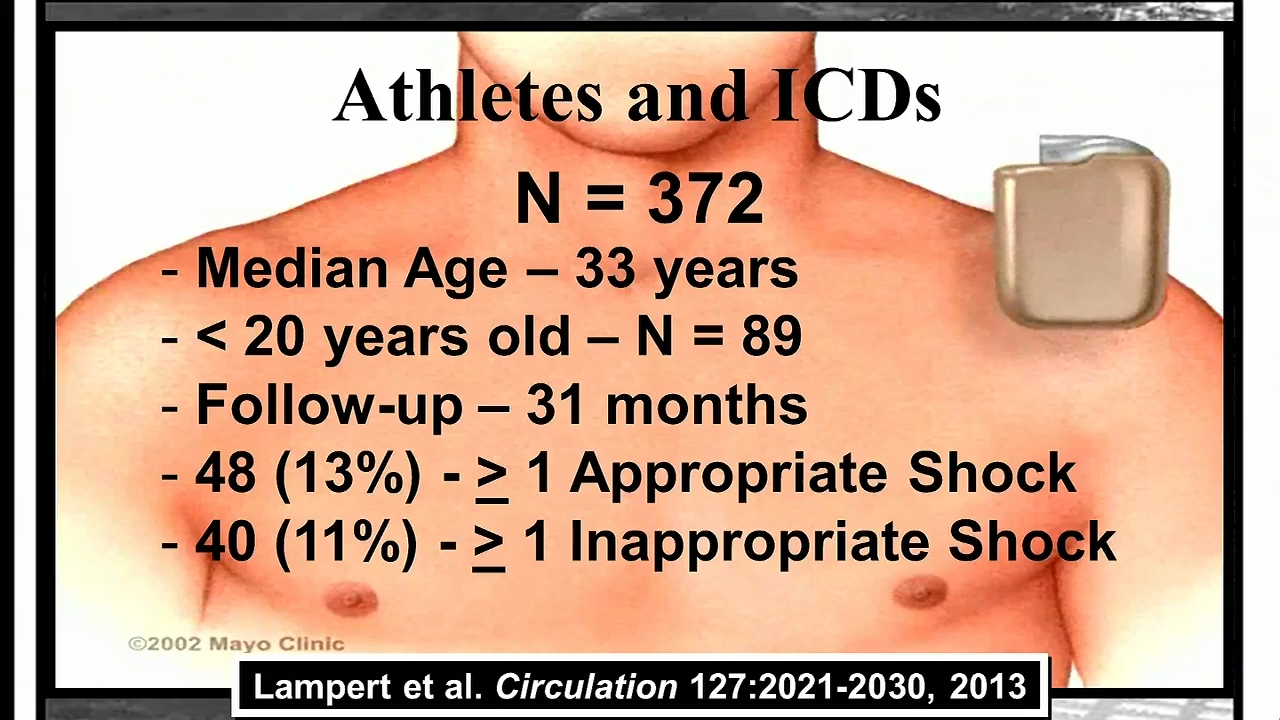 Athletes and ICDs
N = 372
- Median Age – 33 years
- < 20 years old – N = 89
- Follow-up – 31 months
- 48 (13%) - ≥ 1 Appropriate Shock
- 40 (11%) - ≥ 1 Inappropriate Shock
©2002 Mayo Clinic
Lampert et al. Circulation 127:2021-2030, 2013